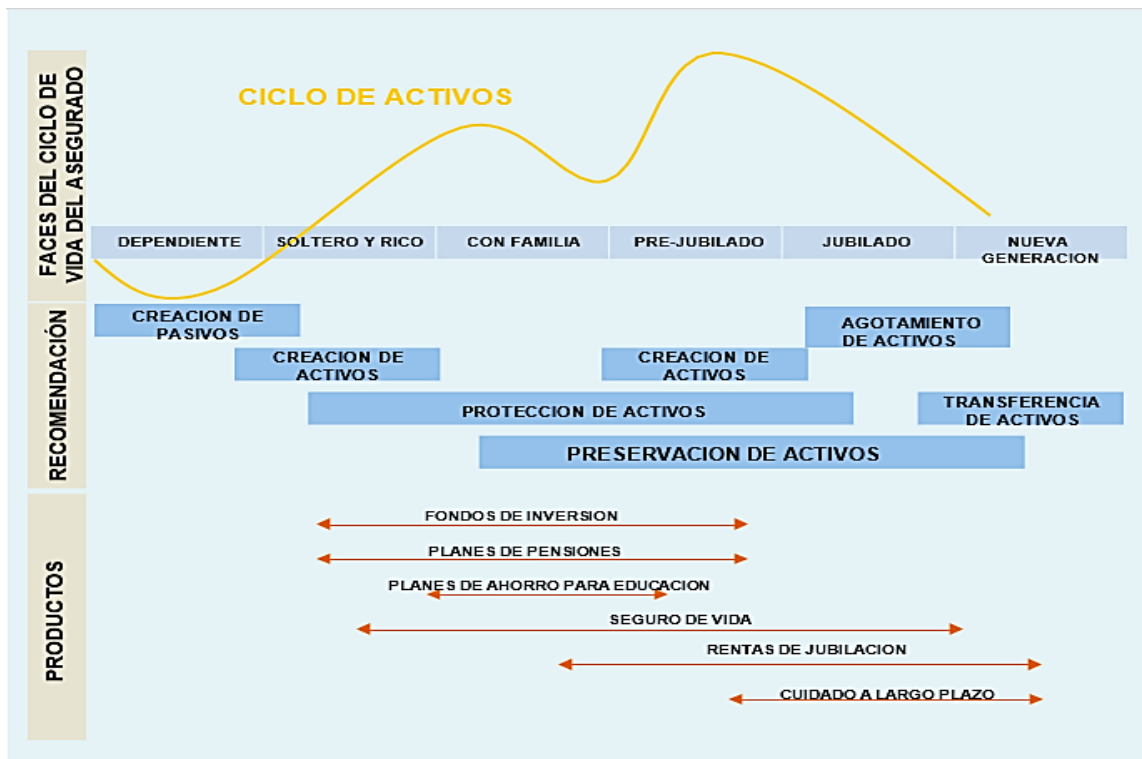 FACES DEL CICLO DE
VIDA DEL ASEGURADO
CICLO DE ACTIVOS
DEPENDIENTE
SOLTERO Y RICO
CON FAMILIA
PRE-JUBILADO
JUBILADO
NUEVA
GENERACION
RECOMENDACIÓN
CREACION DE
PASIVOS
AGOTAMIENTO
DE ACTIVOS
CREACION DE
ACTIVOS
CREACION DE
ACTIVOS
PROTECCION DE ACTIVOS
TRANSFERENCIA
DE ACTIVOS
PRESERVACION DE ACTIVOS
PRODUCTOS
FONDOS DE INVERSION
PLANES DE PENSIONES
PLANES DE AHORRO PARA EDUCACION
SEGURO DE VIDA
RENTAS DE JUBILACION
CUIDADO A LARGO PLAZO